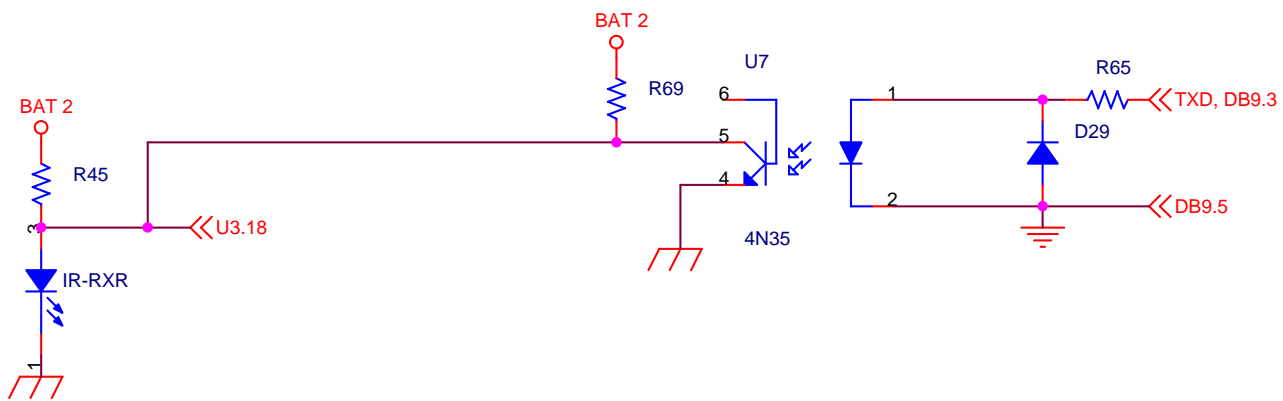 BAT 2
U7
R65
R69
BAT 2
6
1
TXD, DB9.3
D29
5
R45
4
2
DB9.5
3
U3.18
4N35
IR-RXR
1